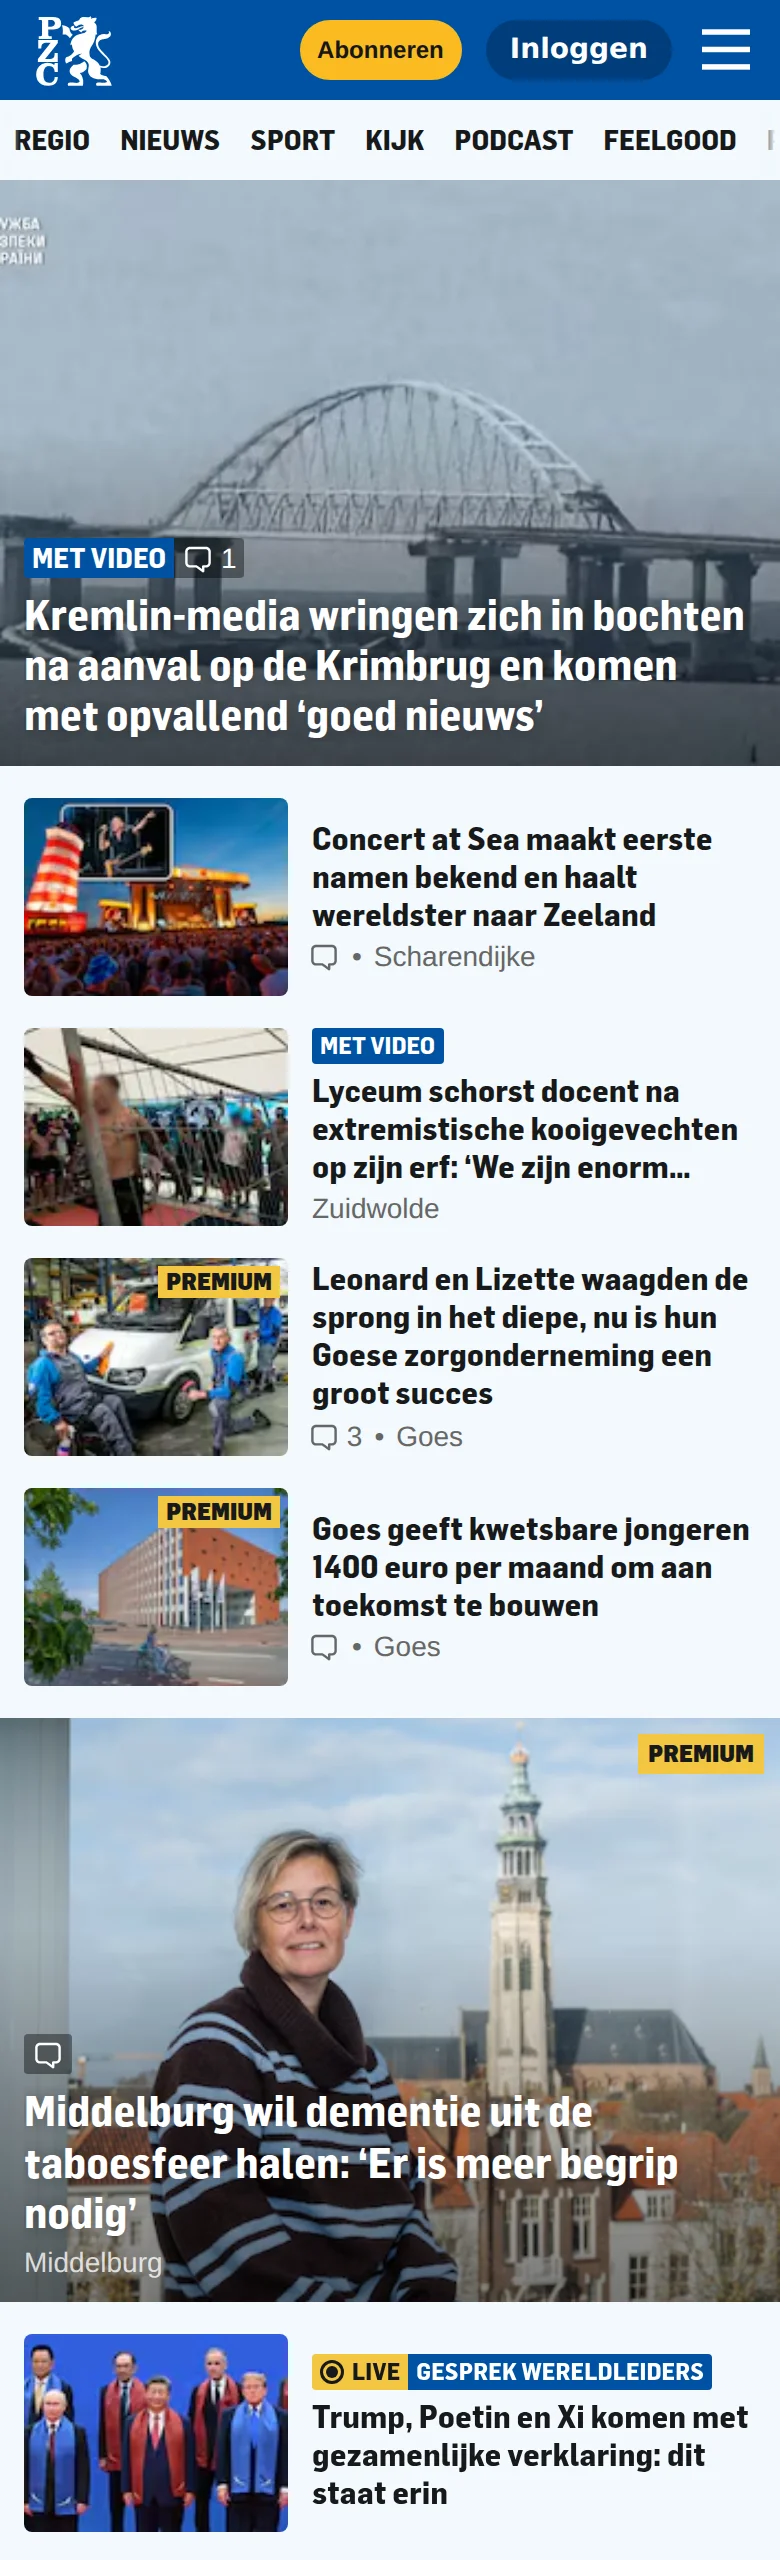 P
Z
C
Abonneren
Inloggen
REGIO NIEUWS SPORT KIJK PODCAST FEELGOOD
УЖБА
ЗПЕКИ
РАЇНИ
MET VIDEO 1
Kremlin-media wringen zich in bochten
na aanval op de Krimbrug en komen
met opvallend ‘goed nieuws’
Concert at Sea maakt eerste
namen bekend en haalt
wereldster naar Zeeland
• Scharendijke
MET VIDEO
Lyceum schorst docent na
extremistische kooigevechten
op zijn erf: ‘We zijn enorm...
Zuidwolde
PREMIUM
Leonard en Lizette waagden de
sprong in het diepe, nu is hun
Goese zorgonderneming een
groot succes
3 • Goes
PREMIUM
Goes geeft kwetsbare jongeren
1400 euro per maand om aan
toekomst te bouwen
• Goes
PREMIUM
Middelburg wil dementie uit de
taboesfeer halen: ‘Er is meer begrip
nodig’
Middelburg
LIVE GESPREK WERELDLEIDERS
Trump, Poetin en Xi komen met
gezamenlijke verklaring: dit
staat erin